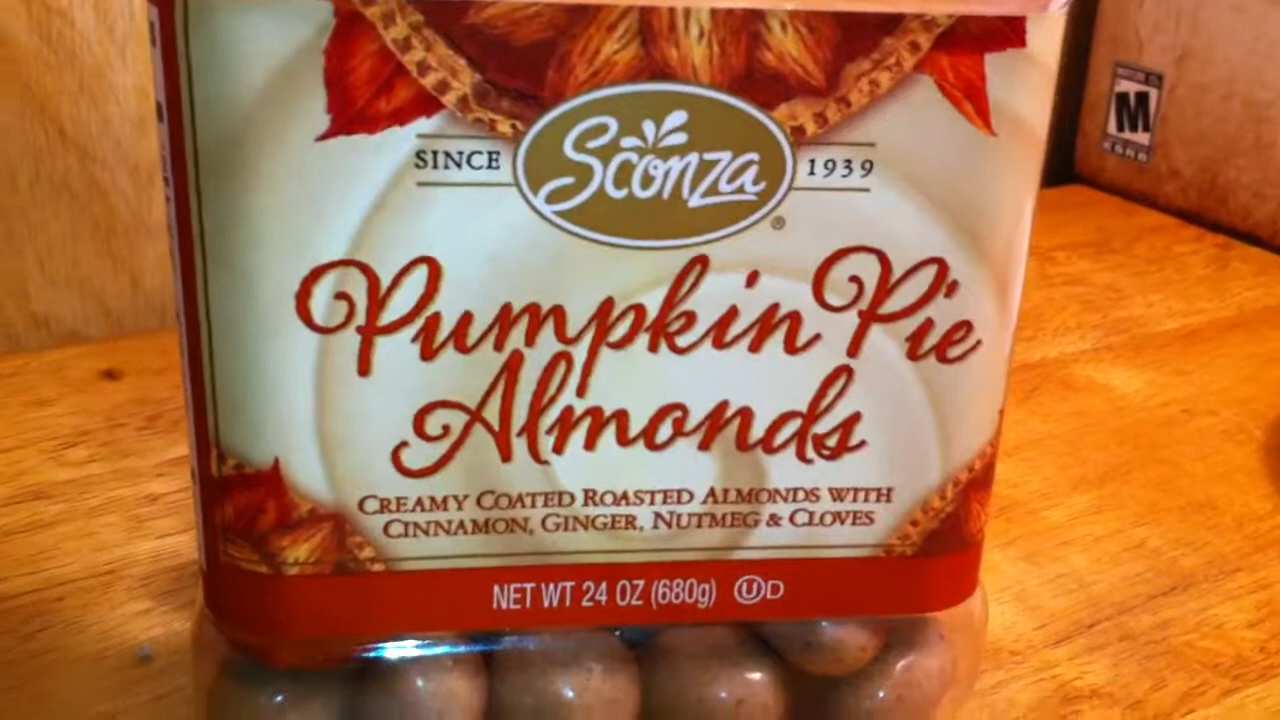 SINCE Sconza 1939
®
Pumpkin Pie
Almonds
CREAMY COATED ROASTED ALMONDS WITH
CINNAMON, GINGER, NUTMEG & CLOVES
NET WT 24 OZ (680g) Ⓤ D
M
ESRB